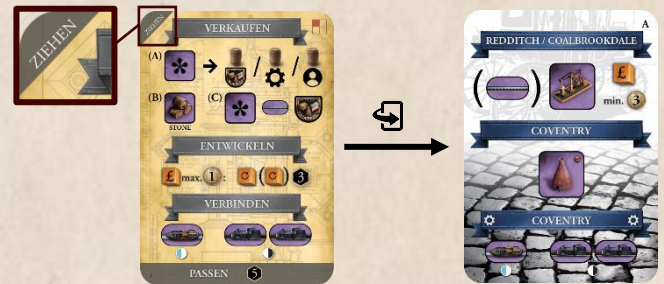 ZIEHEN
ZIEHEN
VERKAUFEN
(A)
/ /
(B)
(C)
STONE
ENTWICKELN
£ max. 1 : ( ) 3
VERBINDEN
PASSEN 5
A
REDDITCH / COALBROOKDALE
( )
£
min. 3
COVENTRY
COVENTRY